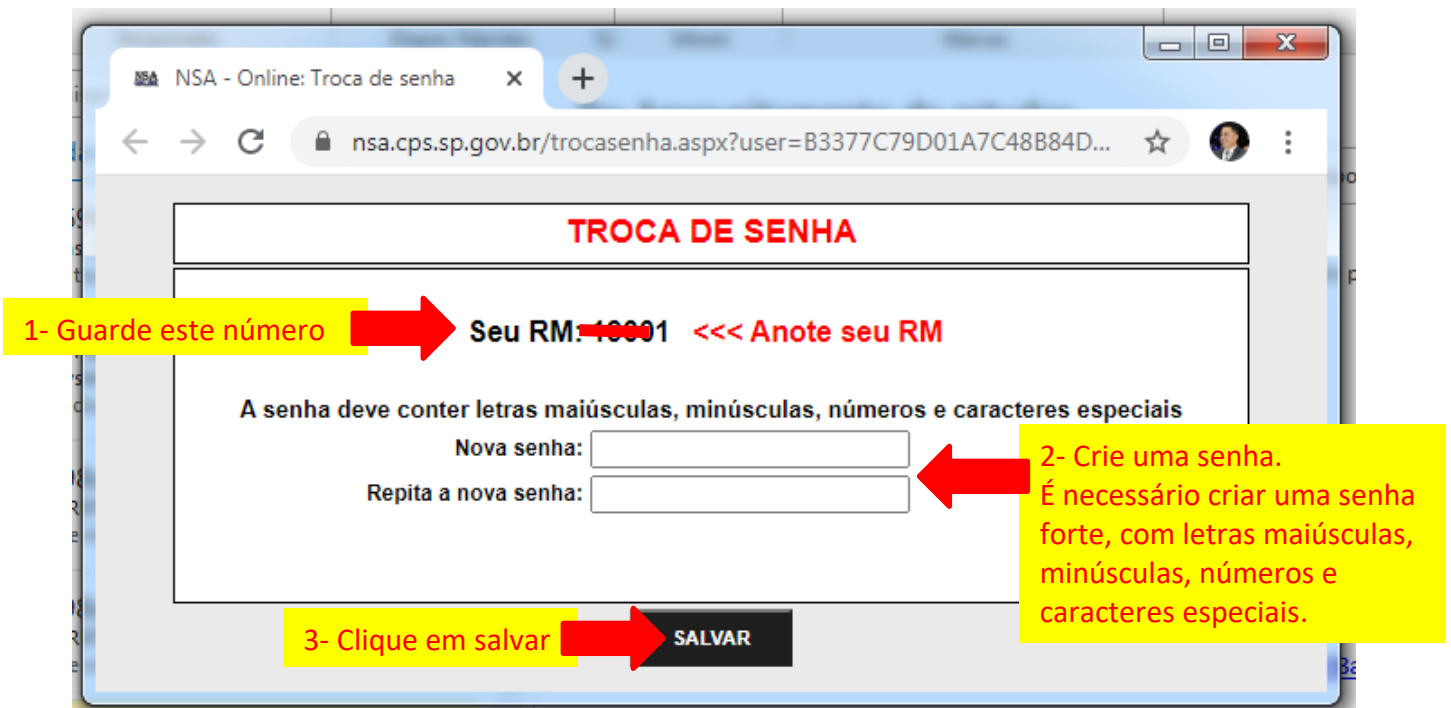 NSA - Online: Troca de senha
nsa.cps.sp.gov.br/trocasenha.aspx?user=B3377C79D01A7C48B84D...
TROCA DE SENHA
1- Guarde este número
Seu RM: <<< Anote seu RM
A senha deve conter letras maiúsculas, minúsculas, números e caracteres especiais
Nova senha:
Repita a nova senha:
2- Crie uma senha.
É necessário criar uma senha
forte, com letras maiúsculas,
minúsculas, números e
caracteres especiais.
3- Clique em salvar
SALVAR